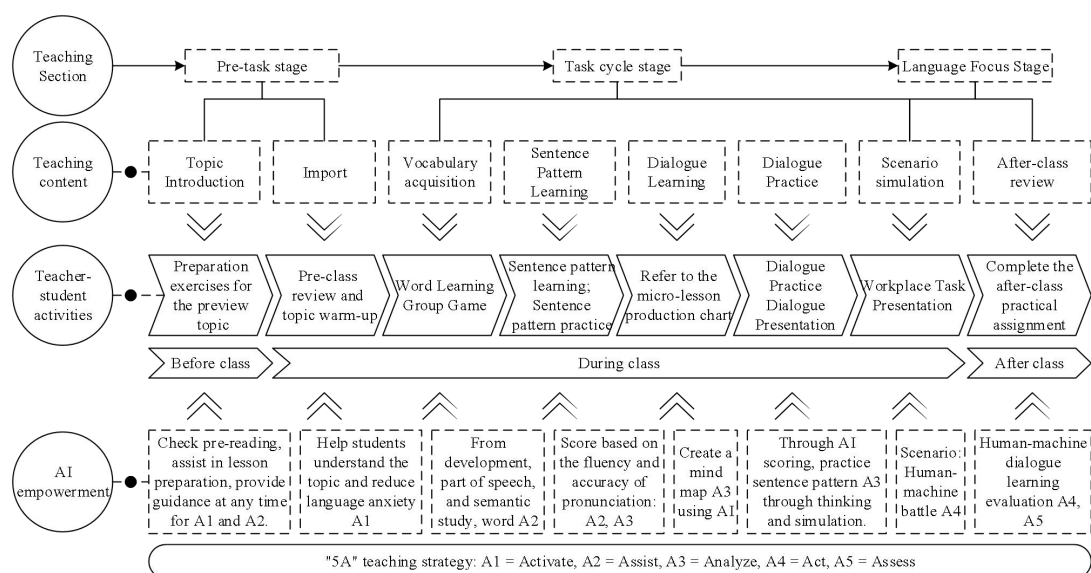 Teaching
Section
Pre-task stage
Task cycle stage
Language Focus Stage
Teaching
content
Topic
Introduction
Import
Vocabulary
acquisition
Sentence
Pattern
Learning
Dialogue
Learning
Dialogue
Practice
Scenario
simulation
After-class
review
Teacher-
student
activities
Preparation
exercises for
the preview
topic
Pre-class
review and
topic warm-up
Word Learning
Group Game
Sentence pattern
learning;
Sentence
pattern practice
Refer to the
micro-lesson
production chart
Dialogue
Practice
Dialogue
Presentation
Workplace Task
Presentation
Complete the
after-class
practical
assignment
Before class
During class
After class
AI
empowerment
Check pre-reading,
assist in lesson
preparation, provide
guidance at any time
for A1 and A2.
Help students
understand the
topic and reduce
language anxiety
A1
From
development,
part of speech,
and semantic
study, word A2
Score based on
the fluency and
accuracy of
pronunciation:
A2, A3
Create a
mind
map A3
using AI
Through AI
scoring, practice
sentence pattern A3
through thinking
and simulation.
Scenario:
Human-
machine
battle A4
Human-machine
dialogue
learning
evaluation A4,
A5
"5A" teaching strategy: A1 = Activate, A2 = Assist, A3 = Analyze, A4 = Act, A5 = Assess